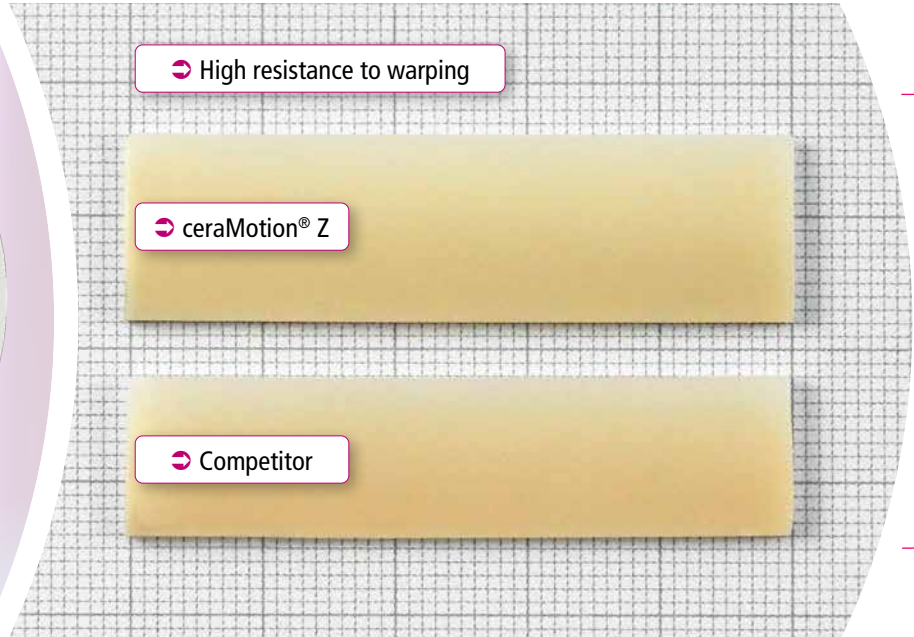 ➲ High resistance to warping
➲ ceraMotion® Z
➲ Competitor